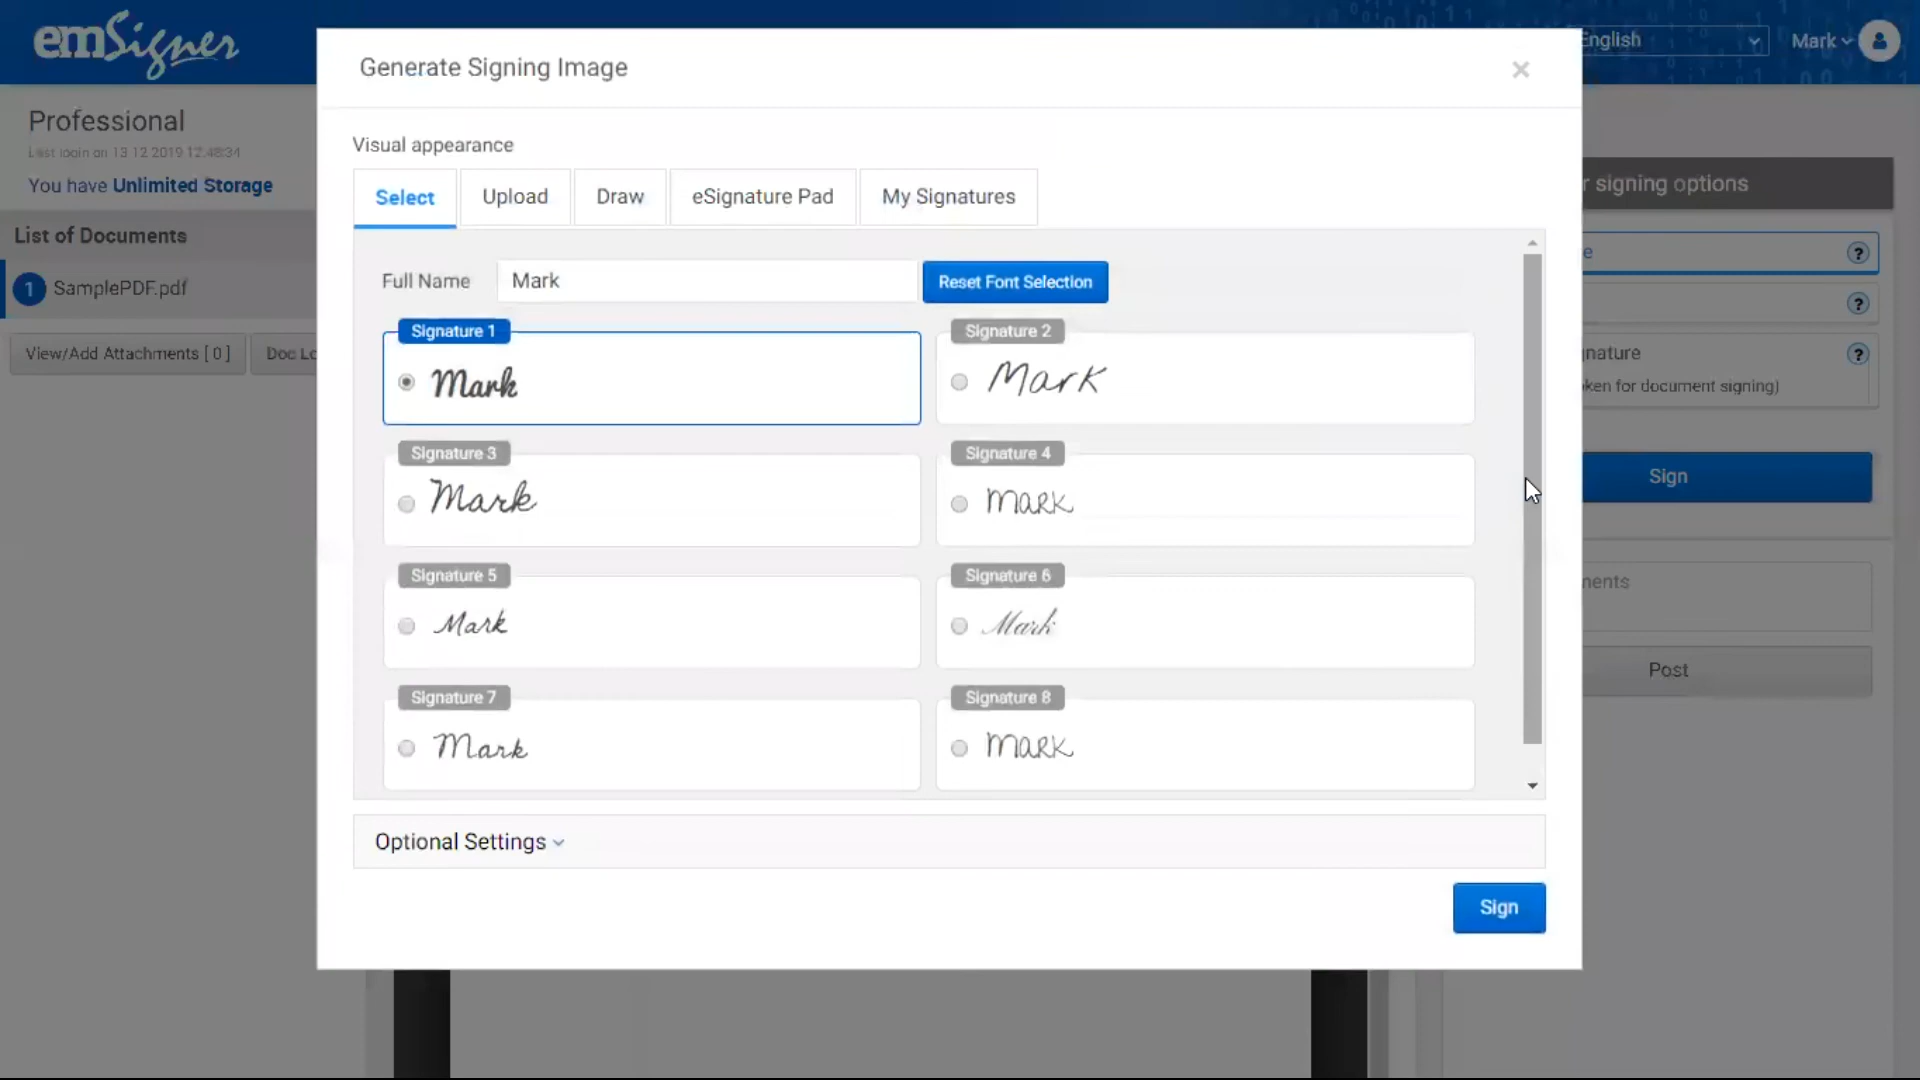 emSigner
English
Mark
Generate Signing Image
Professional
Last login on 13 12 2019 12:48:34
You have Unlimited Storage
Visual appearance
Select
Upload
Draw
eSignature Pad
My Signatures
r signing options
List of Documents
1 SamplePDF.pdf
View/Add Attachments [ 0 ]
Doc Lo
Full Name
Mark
Reset Font Selection
Signature 1
Mark
Signature 2
Mark
Signature 3
Mark
Signature 4
Mark
Signature 5
Mark
Signature 6
Mark
Signature 7
Mark
Signature 8
Mark
e
?
?
nature
?
ken for document signing)
Sign
nents
Post
Optional Settings
Sign